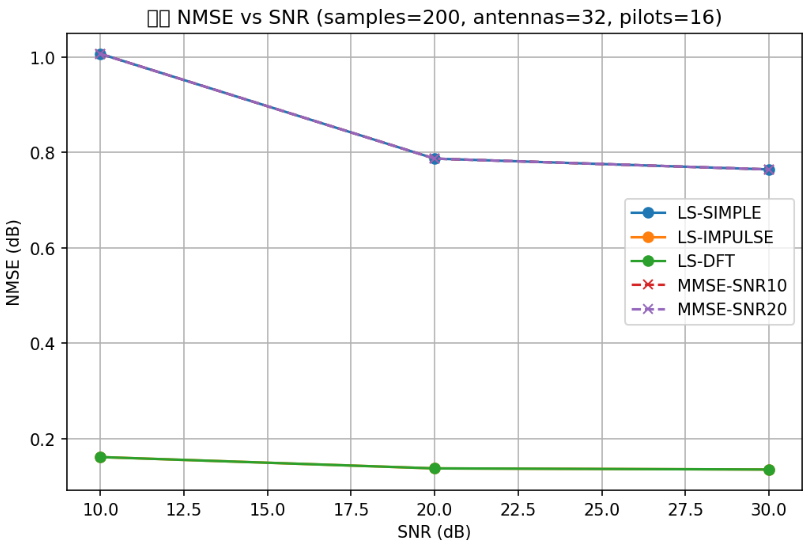 NMSE vs SNR (samples=200, antennas=32, pilots=16)
1.0
0.8
0.6
0.4
0.2
NMSE (dB)
LS-SIMPLE
LS-IMPULSE
LS-DFT
MMSE-SNR10
MMSE-SNR20
10.0 12.5 15.0 17.5 20.0 22.5 25.0 27.5 30.0
SNR (dB)